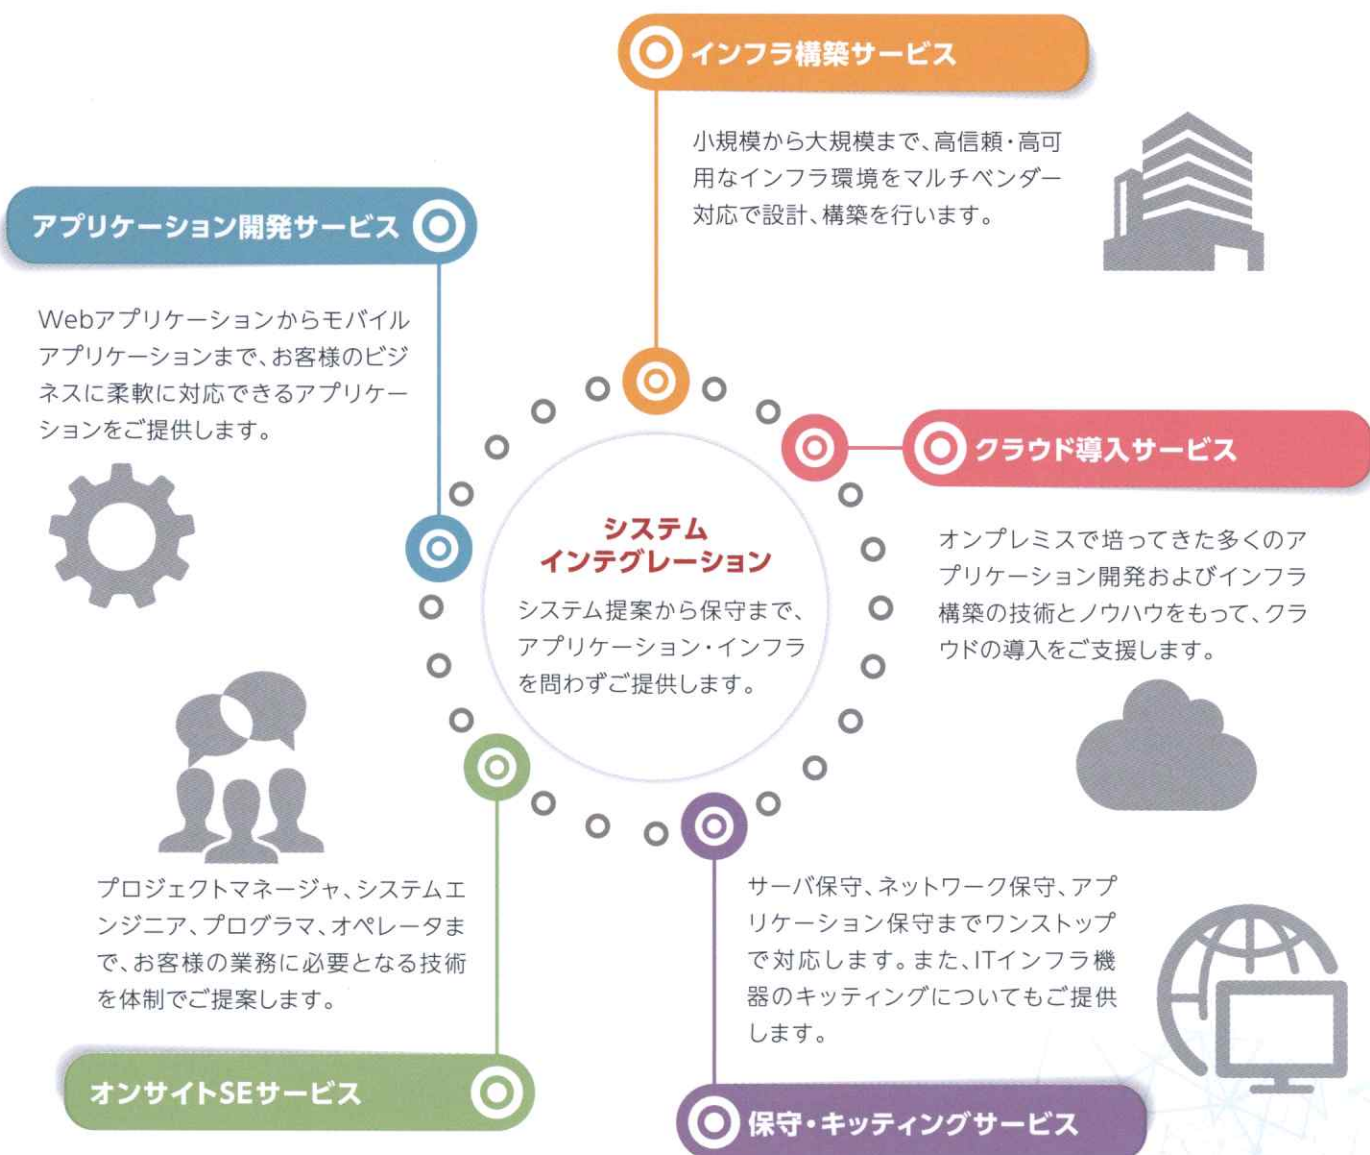 インフラ構築サービス
小規模から大規模まで、高信頼・高可
用なインフラ環境をマルチベンダー
対応で設計、構築を行います。
アプリケーション開発サービス
Webアプリケーションからモバイル
アプリケーションまで、お客様のビジ
ネスに柔軟に対応できるアプリケー
ションをご提供します。
クラウド導入サービス
オンプレミスで培ってきた多くのア
プリケーション開発およびインフラ
構築の技術とノウハウをもって、クラ
ウドの導入をご支援します。
システム
インテグレーション
システム提案から保守まで、
アプリケーション・インフラ
を問わずご提供します。
プロジェクトマネージャ、システムエ
ンジニア、プログラマ、オペレータま
で、お客様の業務に必要となる技術
を体制でご提案します。
オンサイトSEサービス
サーバ保守、ネットワーク保守、アプ
リケーション保守までワンストップ
で対応します。また、ITインフラ機
器のキッティングについてもご提供
します。
保守・キッティングサービス